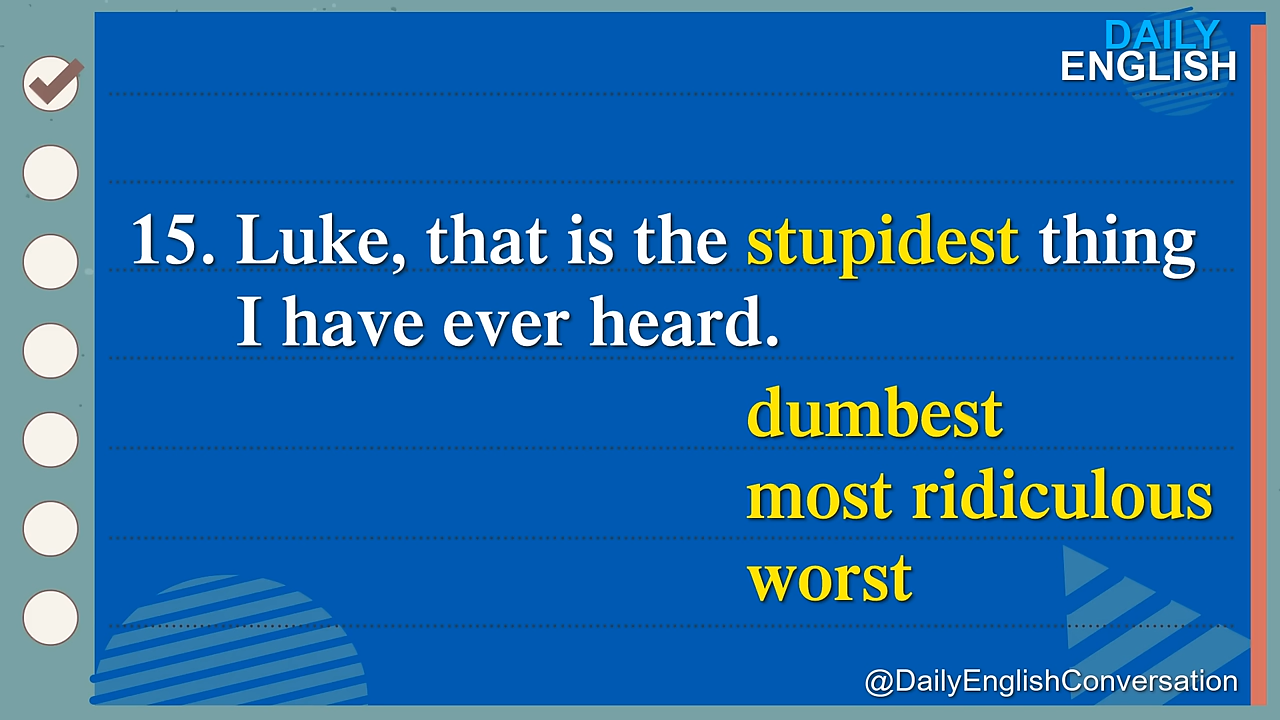 DAILY
ENGLISH
15. Luke, that is the stupidest thing
I have ever heard.
dumbest
most ridiculous
worst
@DailyEnglishConversation